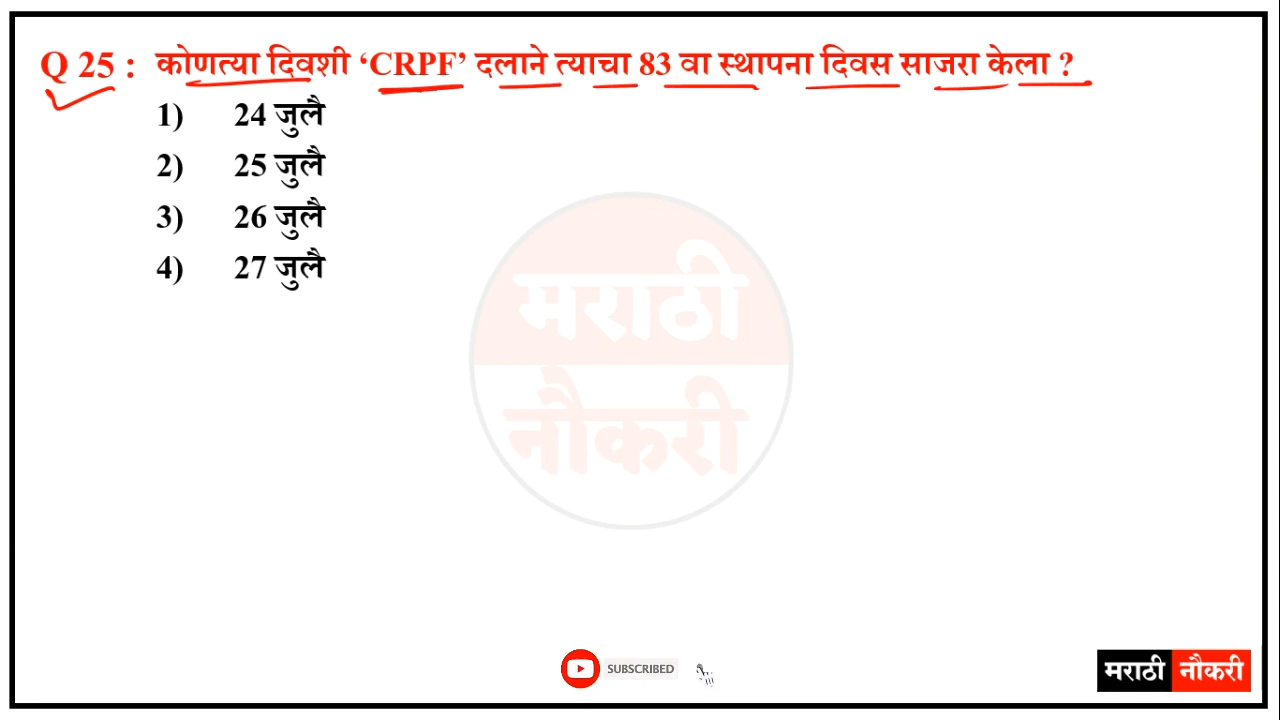 Q 25 : कोणत्या दिवशी ‘CRPF’ दलाने त्याचा 83 वा स्थापना दिवस साजरा केला ?
1) 24 जुलै
2) 25 जुलै
3) 26 जुलै
4) 27 जुलै
मराठी
नौकरी
SUBSCRIBED
मराठी नौकरी